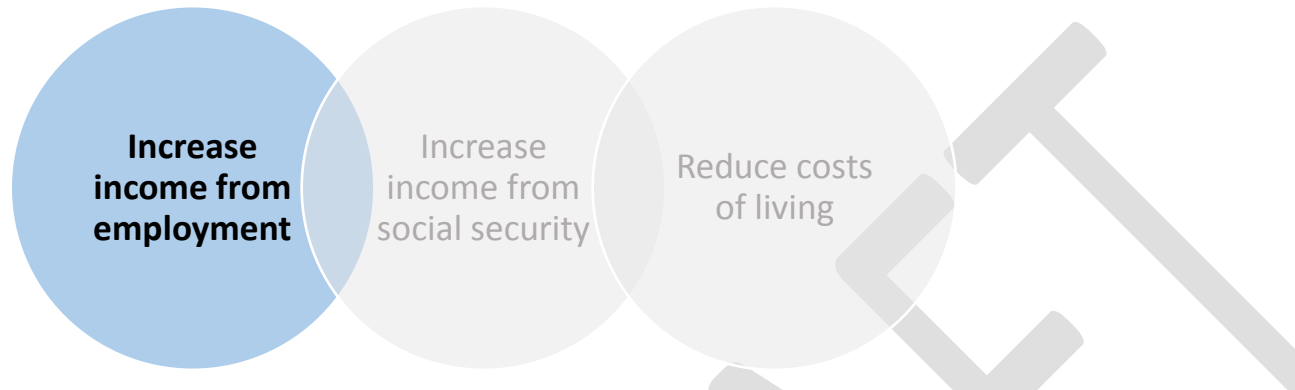 Increase
income from
employment
Increase
income from
social security
Reduce costs
of living